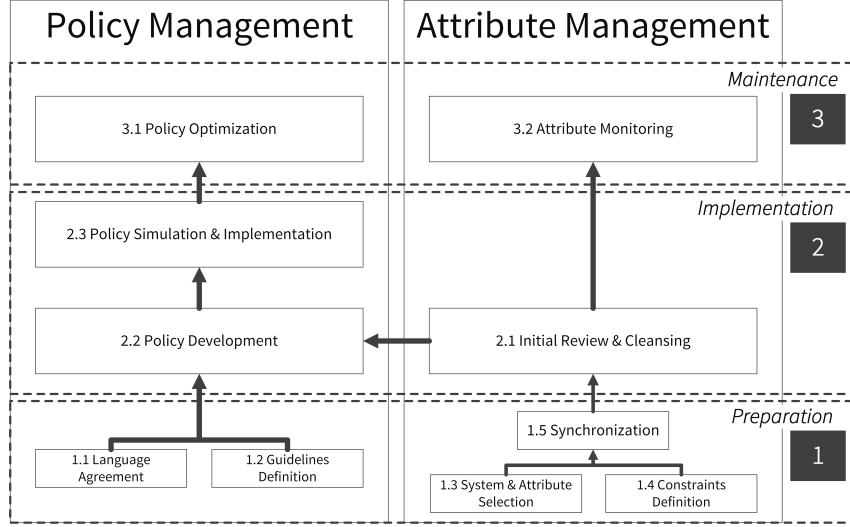 Policy Management
Attribute Management
Maintenance
3
3.1 Policy Optimization
3.2 Attribute Monitoring
Implementation
2
2.3 Policy Simulation & Implementation
2.2 Policy Development
2.1 Initial Review & Cleansing
Preparation
1
1.5 Synchronization
1.1 Language
Agreement
1.2 Guidelines
Definition
1.3 System & Attribute
Selection
1.4 Constraints
Definition